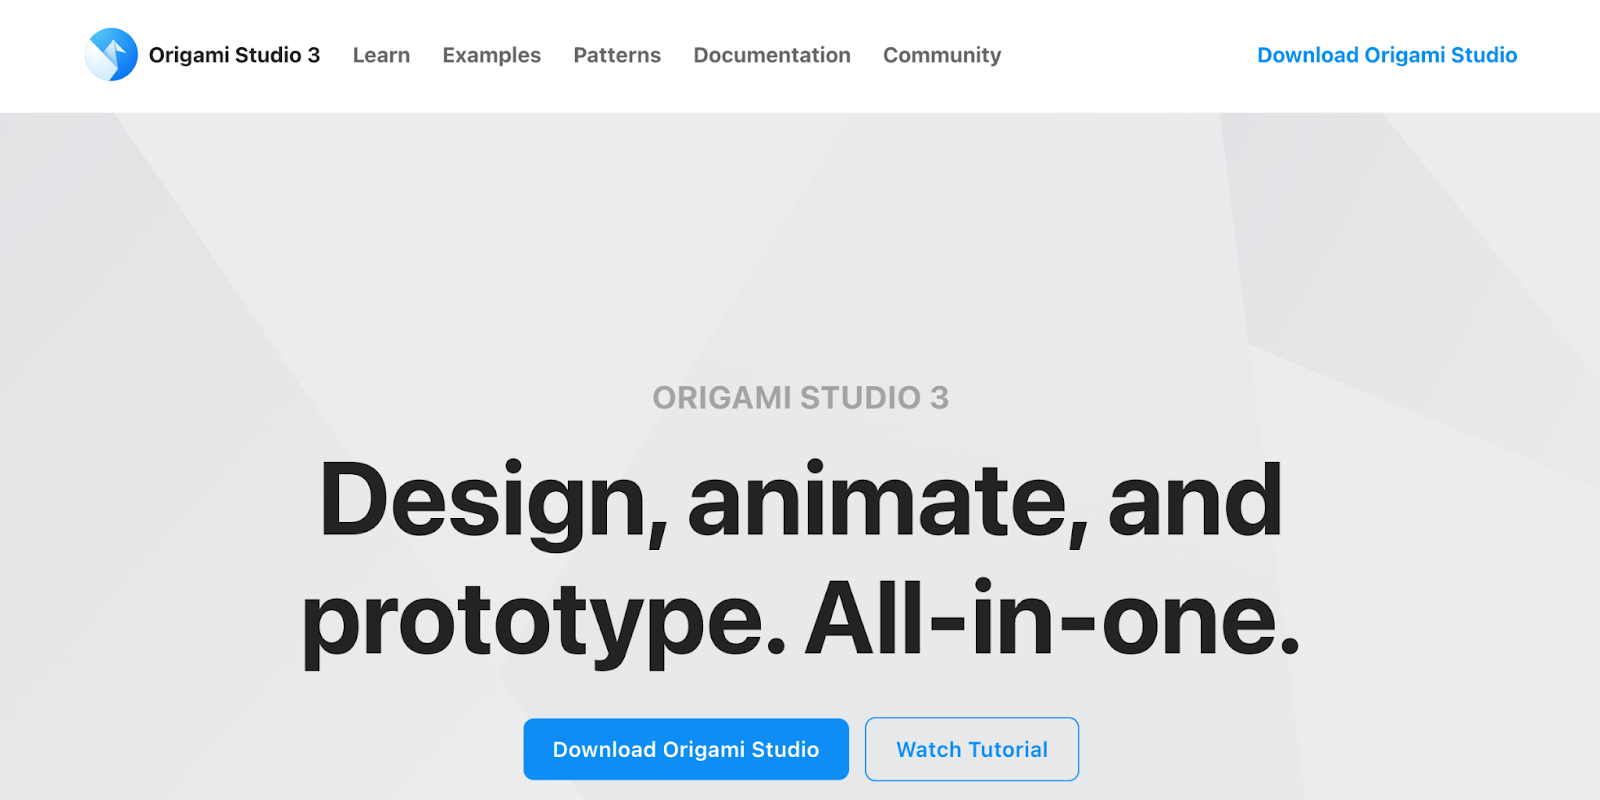 Origami Studio 3 Learn Examples Patterns Documentation Community Download Origami Studio
ORIGAMI STUDIO 3
Design, animate, and
prototype. All-in-one.
Download Origami Studio Watch Tutorial